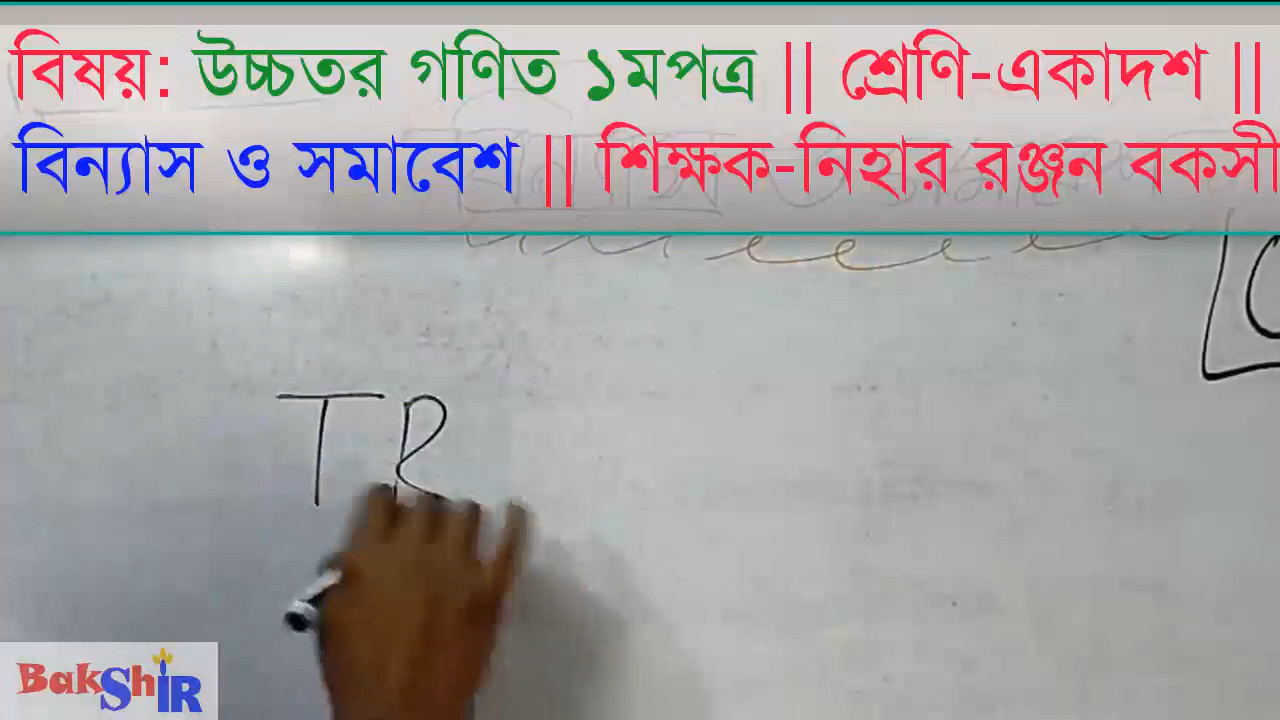 বিষয়: উচ্চতর গণিত ১মপত্র || শ্রেণি-একাদশ ||
বিন্যাস ও সমাবেশ || শিক্ষক-নিহার রঞ্জন বকসী
TR
BakShIR